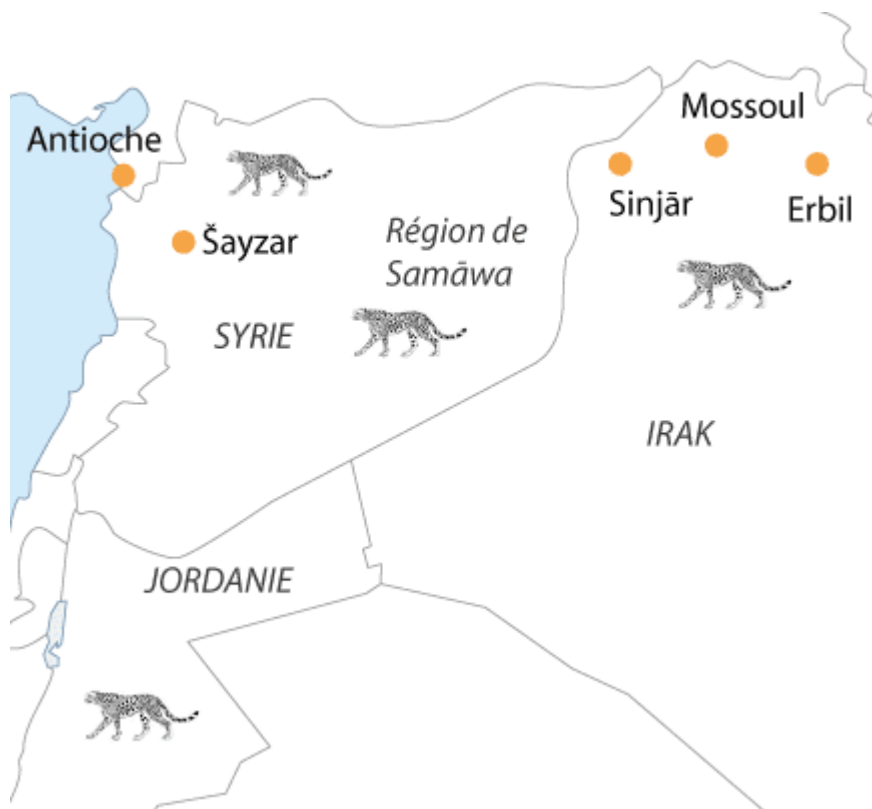 Mossoul
Antioche
Sinjār
Erbil
Šayzar
Région de
Samāwa
SYRIE
IRAK
JORDANIE